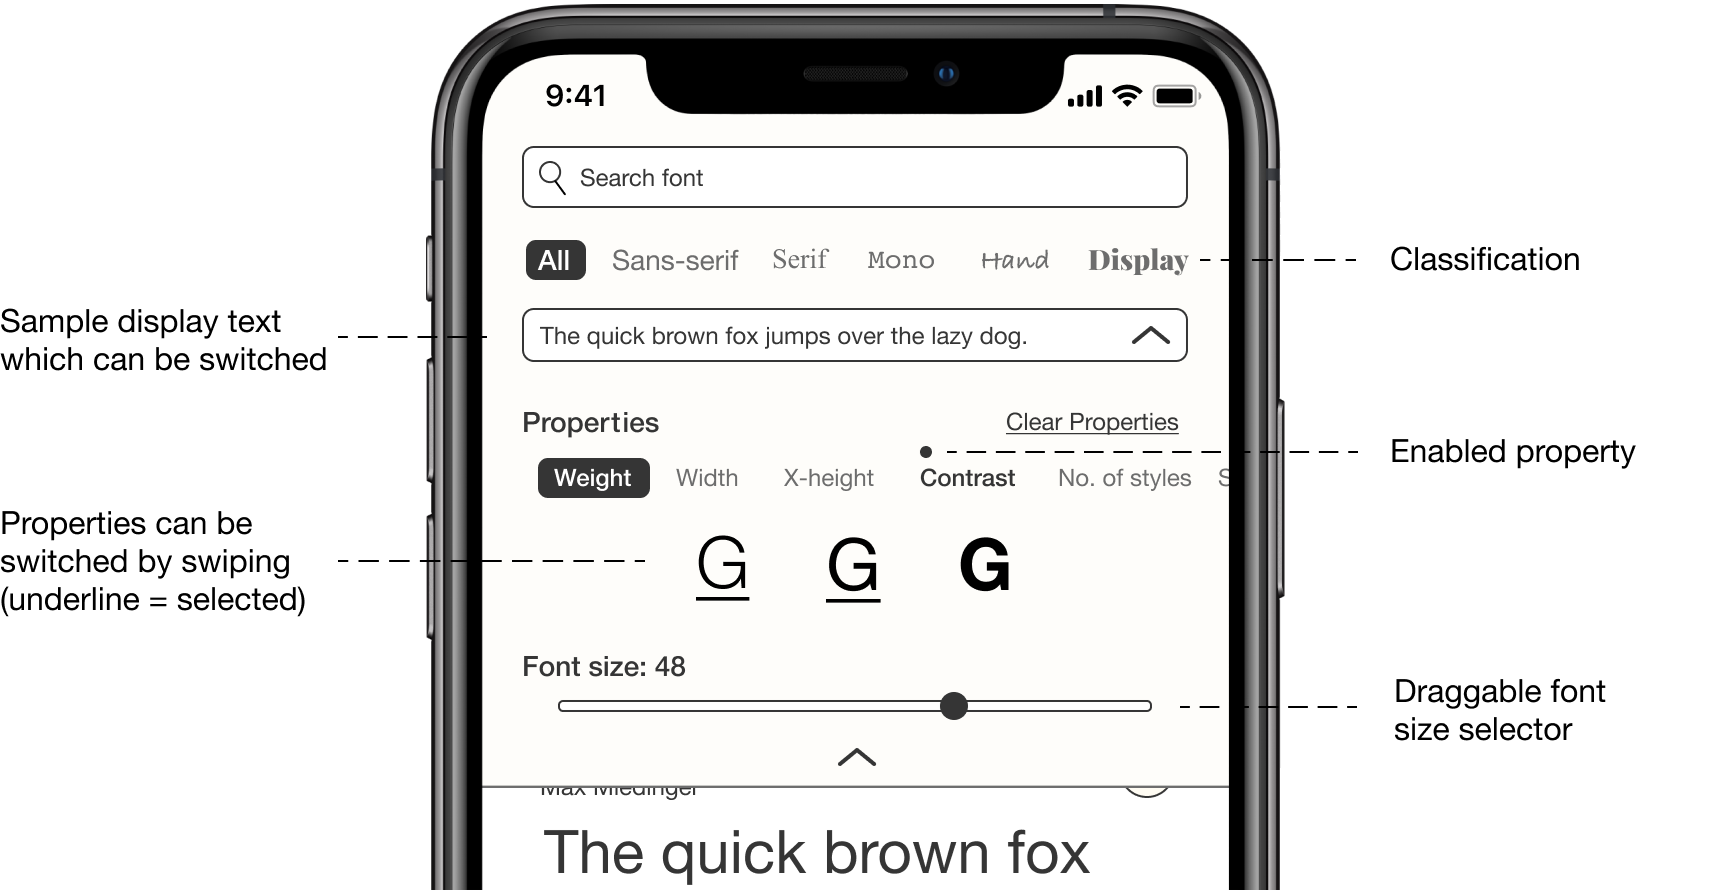 9:41
Search font
All Sans-serif Serif Mono Hand Display
Classification
Sample display text
which can be switched
The quick brown fox jumps over the lazy dog.
Properties
Clear Properties
Enabled property
Weight Width X-height Contrast No. of styles S
Properties can be
switched by swiping
(underline = selected)
G G G
Font size: 48
Draggable font
size selector
Max Miedinger
The quick brown fox